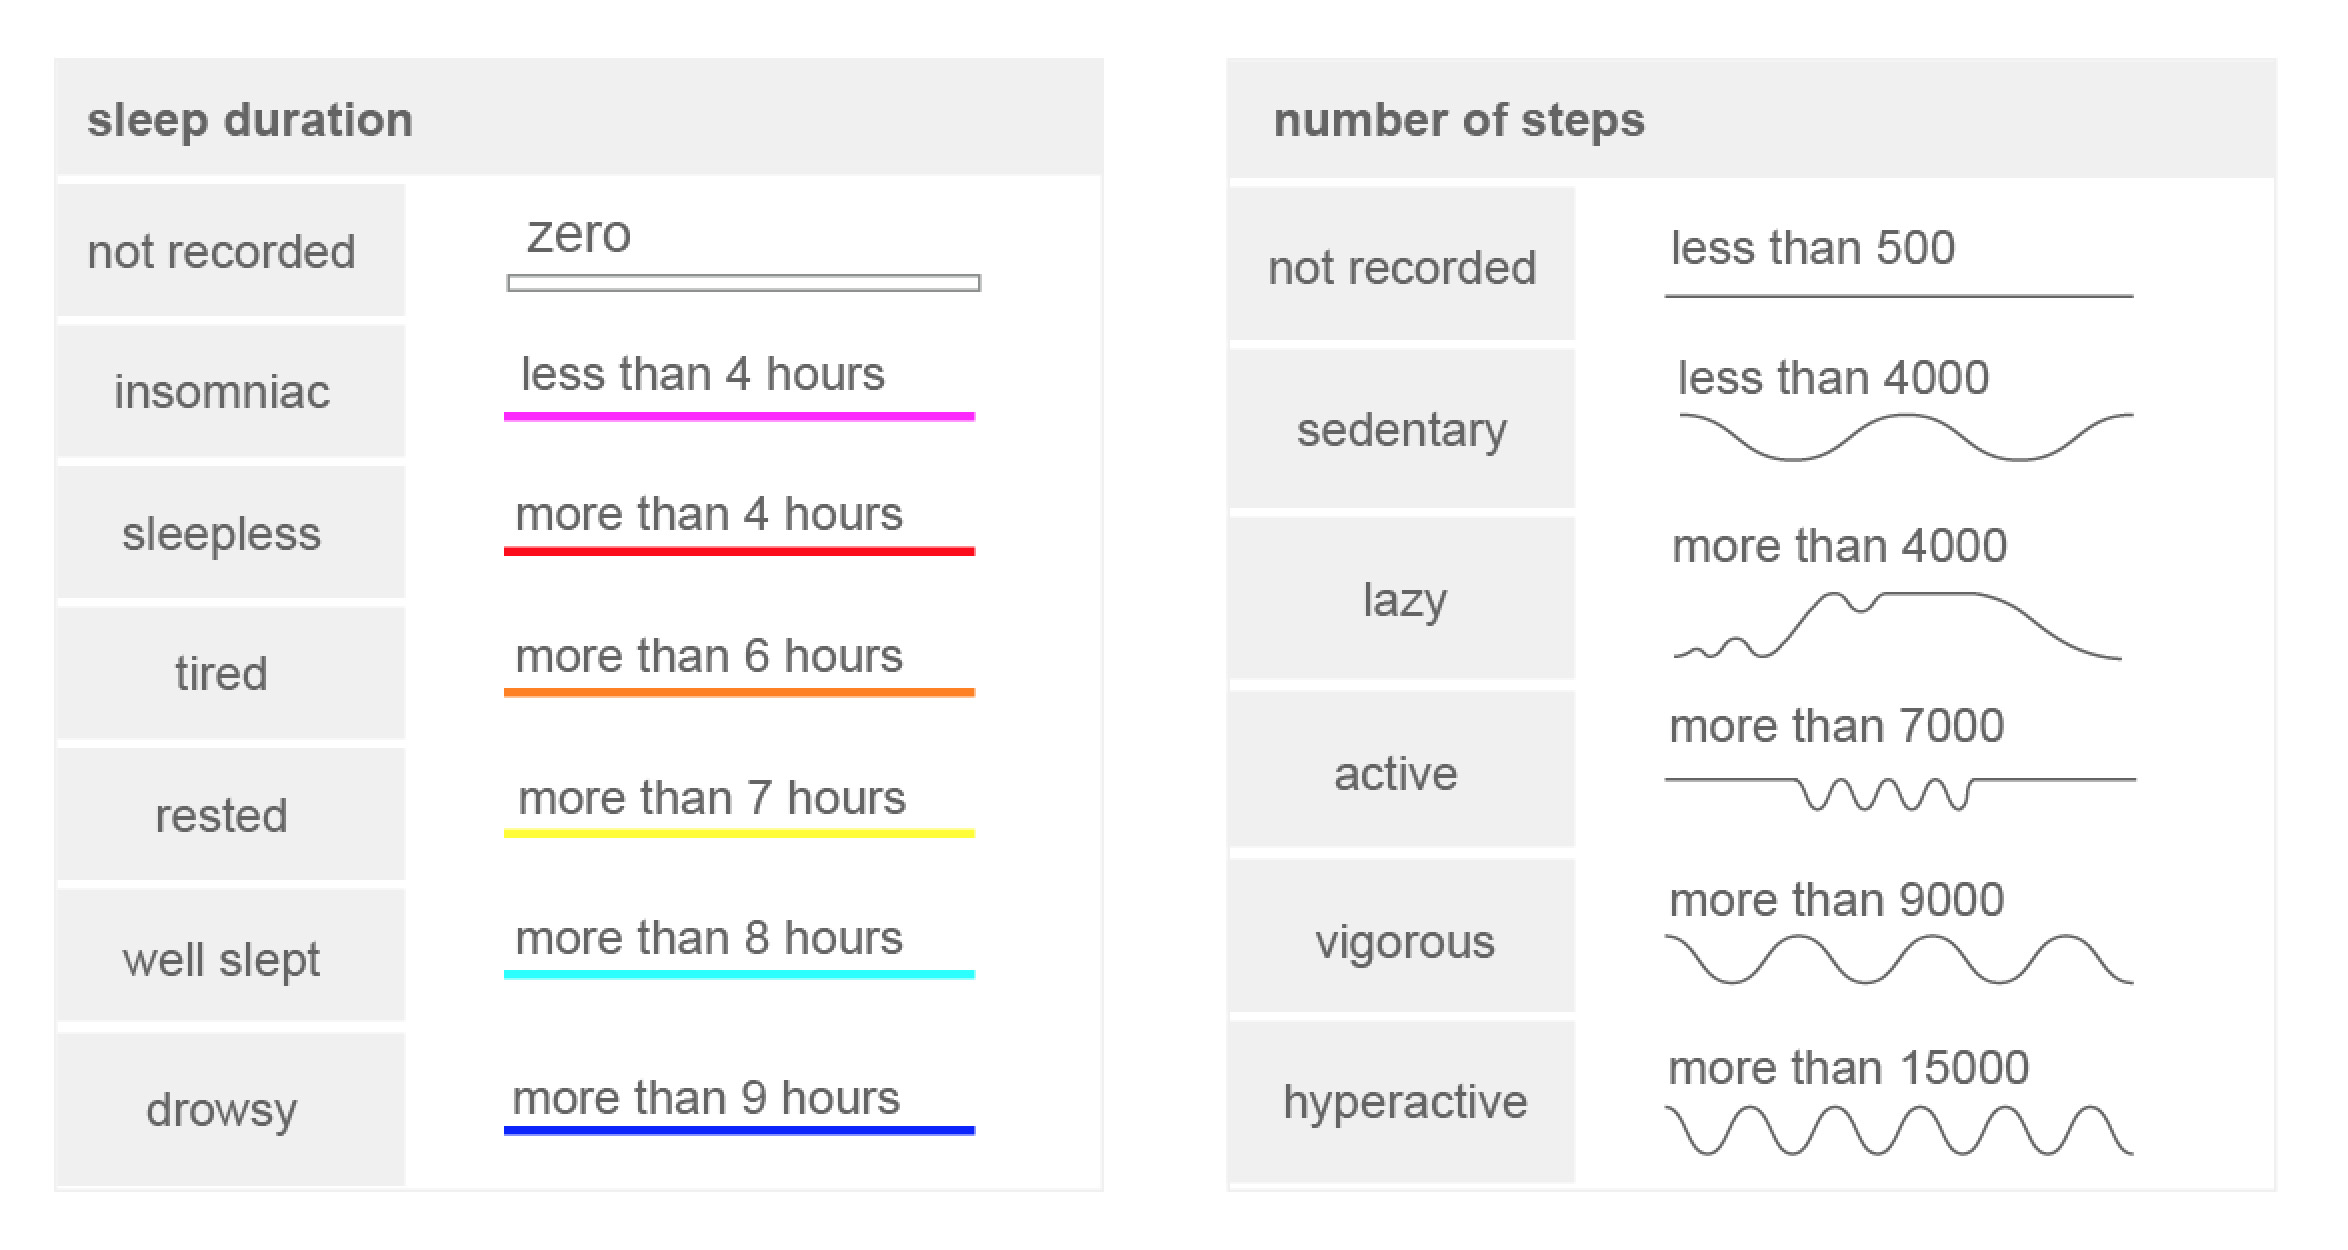 sleep duration
not recorded
zero
insomniac
less than 4 hours
sleepless
more than 4 hours
tired
more than 6 hours
rested
more than 7 hours
well slept
more than 8 hours
drowsy
more than 9 hours
number of steps
not recorded
less than 500
sedentary
less than 4000
lazy
more than 4000
active
more than 7000
vigorous
more than 9000
hyperactive
more than 15000